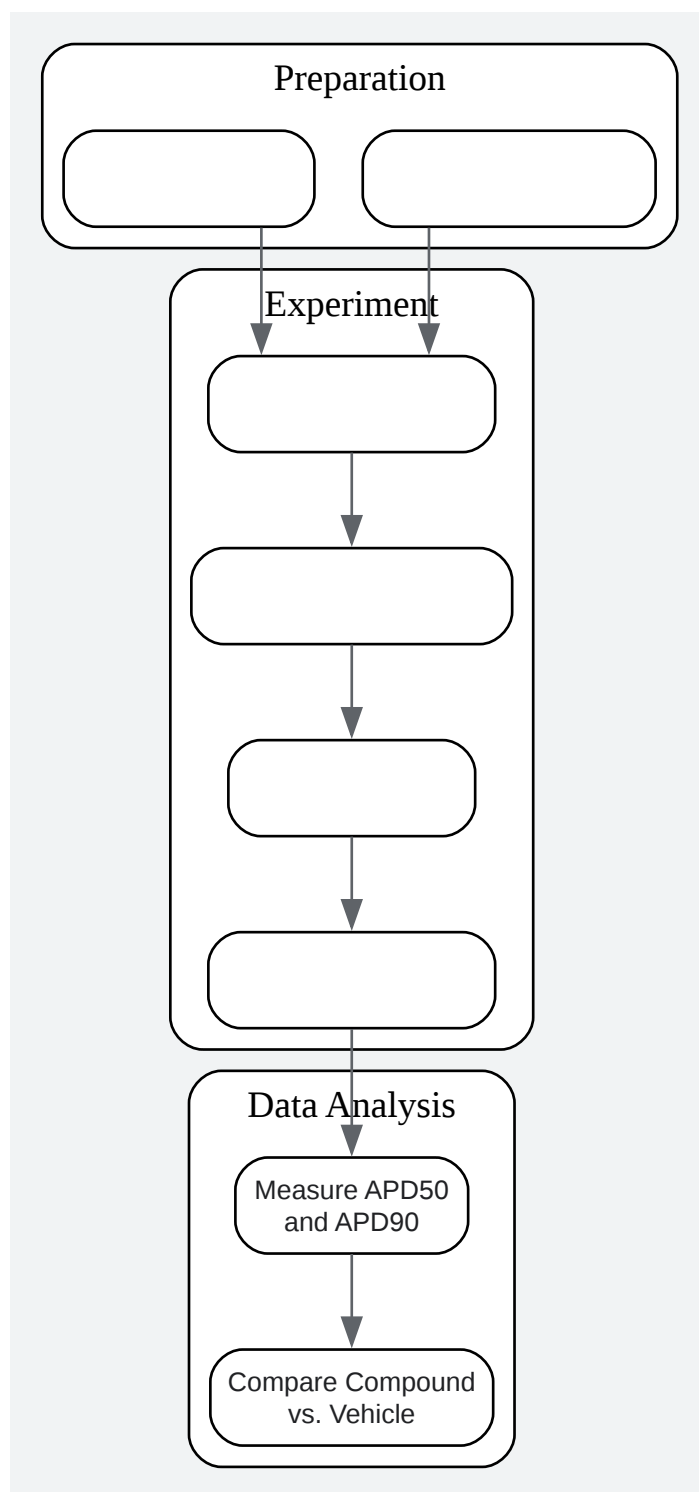 Preparation
Experiment
Data Analysis
Measure APD50
and APD90
Compare Compound
vs. Vehicle